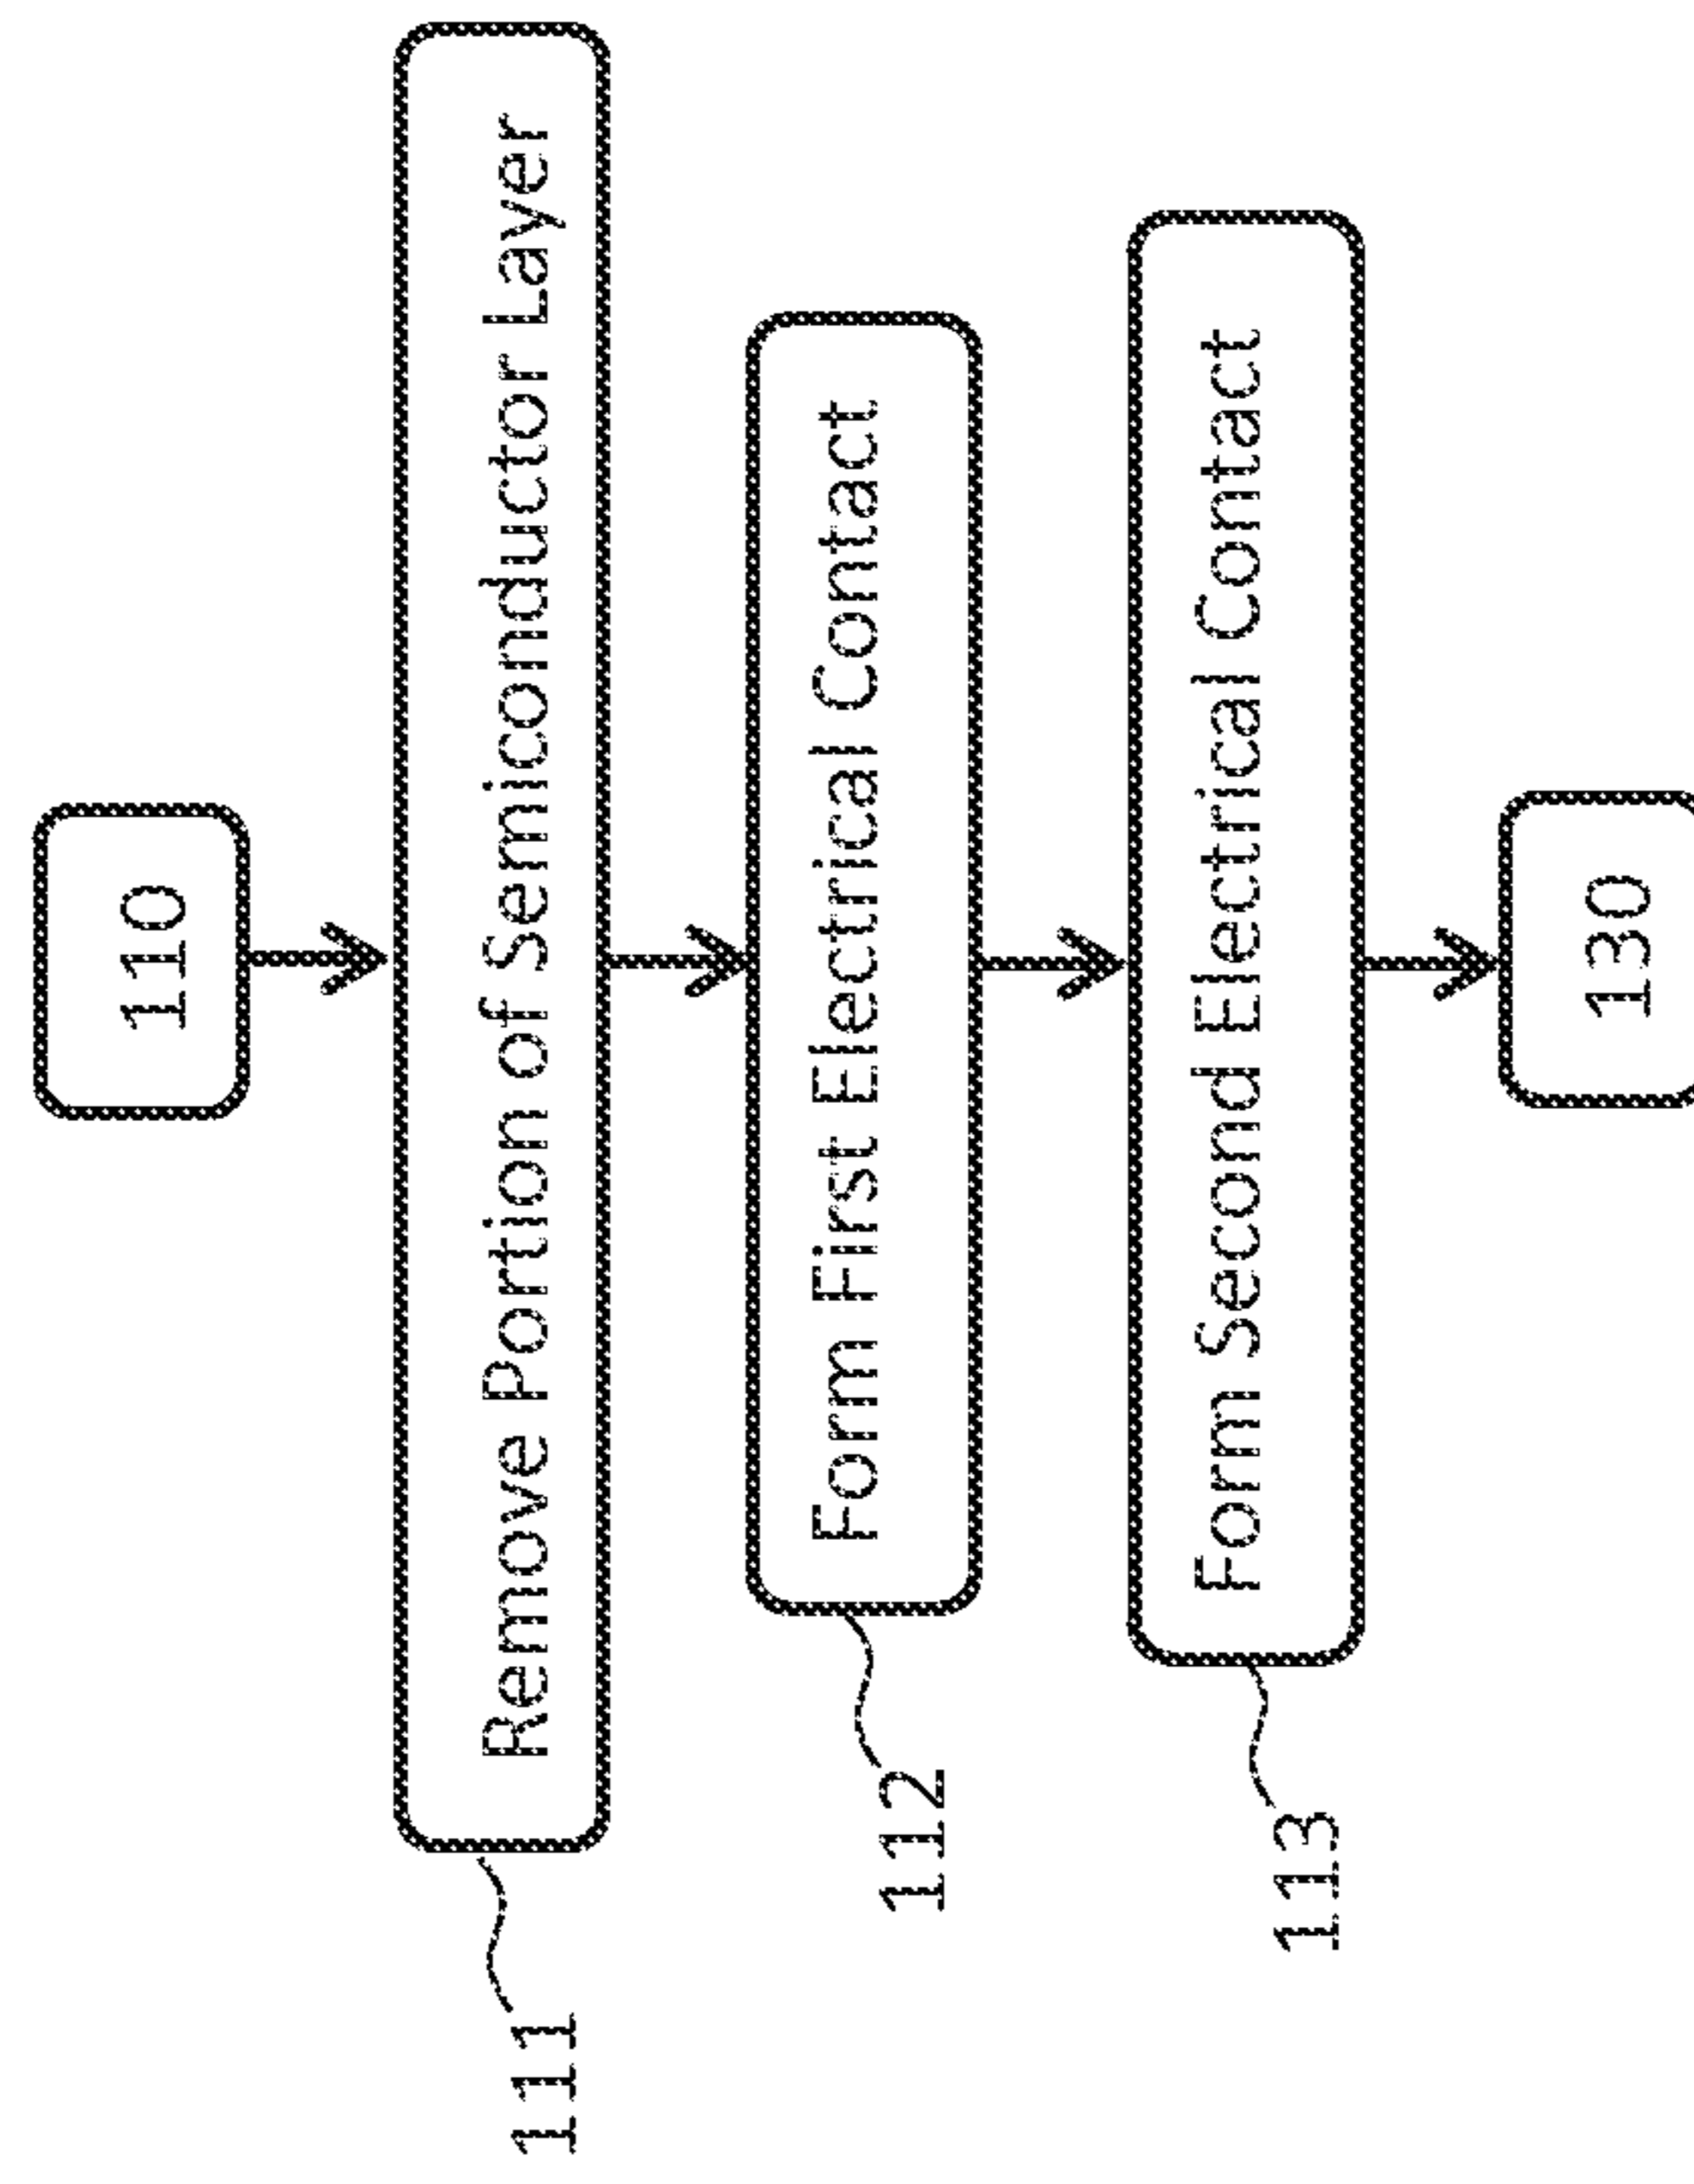 110
Remove Portion of Semiconductor Layer
111
Form First Electrical Contact
112
Form Second Electrical Contact
113
130